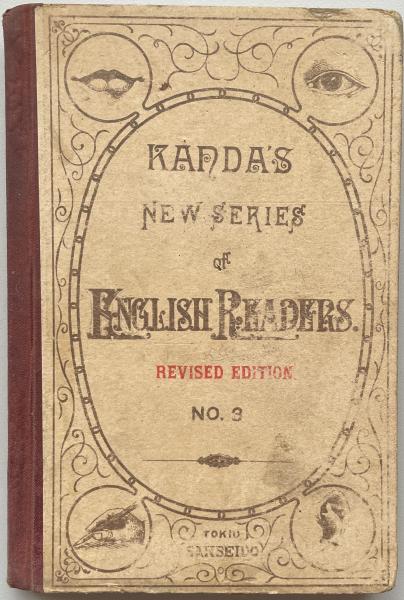 KANDA'S
NEW SERIES
OF
ENGLISH READERS.
REVISED EDITION
NO. 3
TOKIO
SANSEIDO